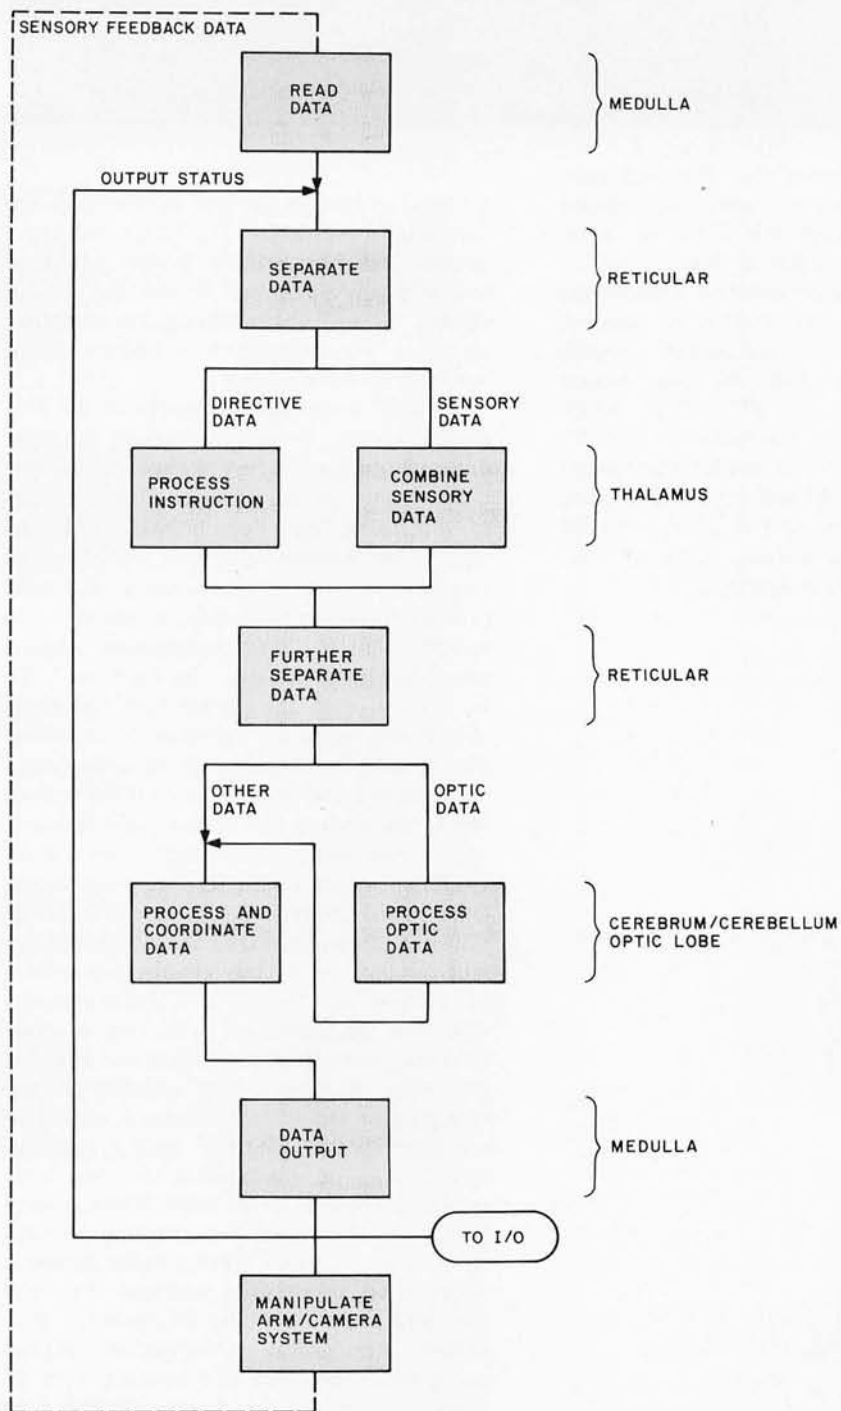 SENSORY FEEDBACK DATA
READ
DATA
MEDULLA
OUTPUT STATUS
SEPARATE
DATA
RETICULAR
DIRECTIVE
DATA
SENSORY
DATA
PROCESS
INSTRUCTION
COMBINE
SENSORY
DATA
THALAMUS
FURTHER
SEPARATE
DATA
RETICULAR
OTHER
DATA
OPTIC
DATA
PROCESS AND
COORDINATE
DATA
PROCESS
OPTIC
DATA
CEREBRUM/CEREBELLUM
OPTIC LOBE
DATA
OUTPUT
MEDULLA
TO I/O
MANIPULATE
ARM/CAMERA
SYSTEM